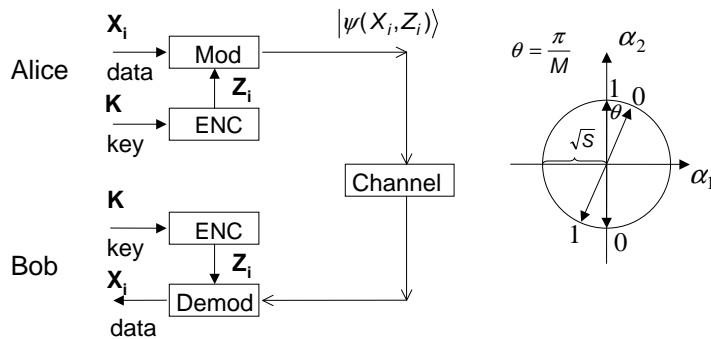 X_i
data
Mod
|ψ(X_i,Z_i)⟩
Alice
Z_i
K
key
ENC
Channel
K
key
ENC
Bob
Z_i
X_i
data
Demod
θ = π/M
α_2
1
0
θ
√S
α_1
1
0